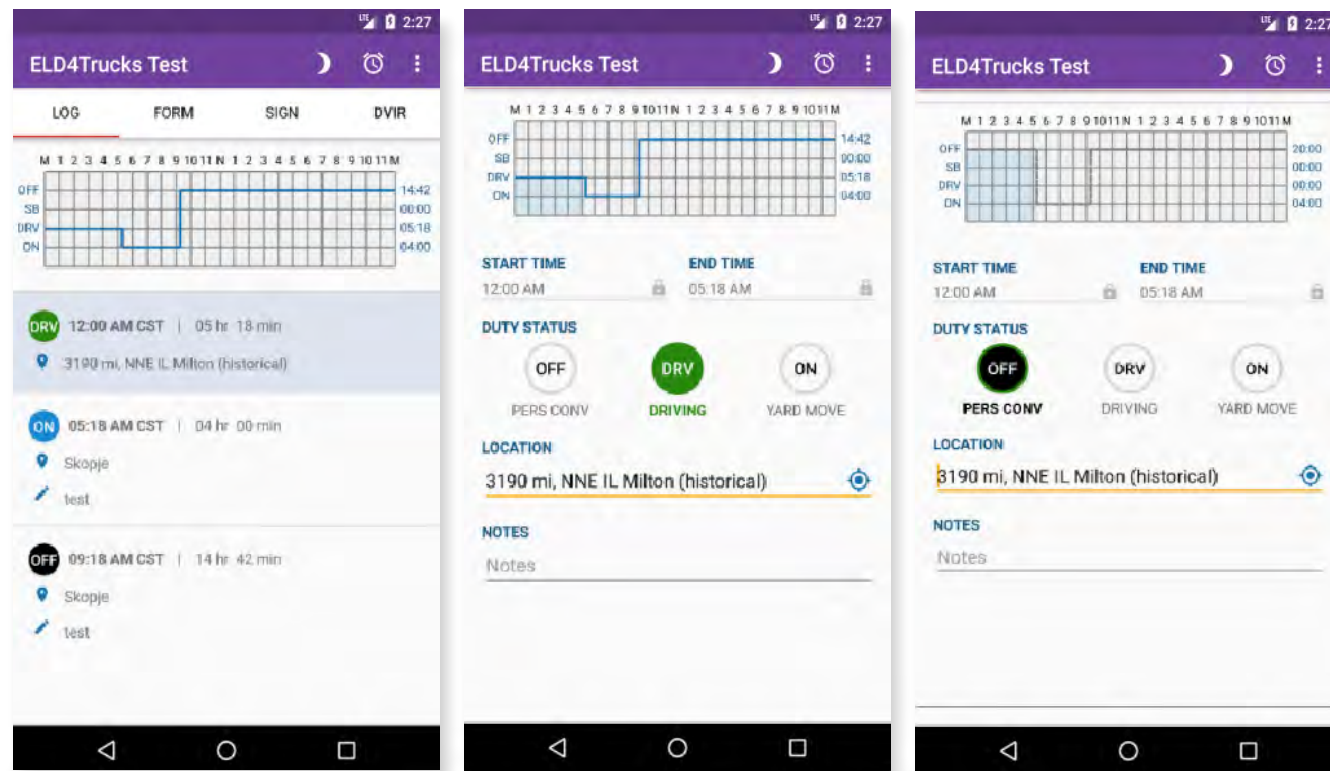 2:27
ELD4Trucks Test
LOG FORM SIGN DVIR
M 1 2 3 4 5 6 7 8 9 10 11 N 1 2 3 4 5 6 7 8 9 10 11 M
OFF 14:42
SB 00:00
DRV 05:18
ON 04:00
DRV 12:00 AM CST | 05 hr 18 min
3190 mi, NNE IL Milton (historical)
ON 05:18 AM CST | 04 hr 00 min
Skopje
test
OFF 09:18 AM CST | 14 hr 42 min
Skopje
test
LTE 2:27
ELD4Trucks Test
M 1 2 3 4 5 6 7 8 9 10 11 N 1 2 3 4 5 6 7 8 9 10 11 M
OFF 14:42
SB 00:00
DRV 05:18
ON 04:00
START TIME END TIME
12:00 AM 05:18 AM
DUTY STATUS
OFF DRV ON
PERS CONV DRIVING YARD MOVE
LOCATION
3190 mi, NNE IL Milton (historical)
NOTES
Notes
LTE 2:27
ELD4Trucks Test
M 1 2 3 4 5 6 7 8 9 10 11 N 1 2 3 4 5 6 7 8 9 10 11 M
OFF 20:00
SB 00:00
DRV 00:00
ON 04:00
START TIME END TIME
12:00 AM 05:18 AM
DUTY STATUS
OFF DRV ON
PERS CONV DRIVING YARD MOVE
LOCATION
3190 mi, NNE IL Milton (historical)
NOTES
Notes